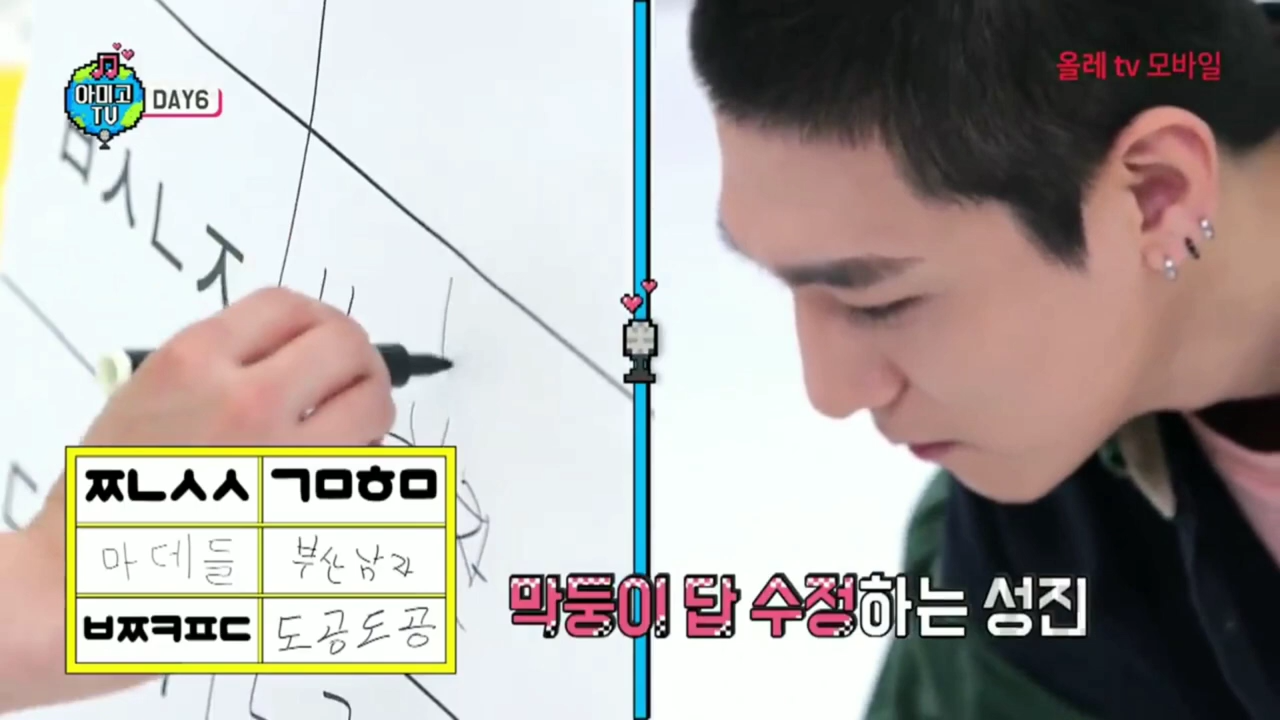 아미고
TV
DAY6
올레 tv 모바일
ㅁㅅㄴㅈ
ㅉㄴㅅㅅ ㄱㅁㅎㅁ
마데들 부산남자
ㅂㅉㅋㅍㄷ 도공도공
막둥이 답 수정하는 성진